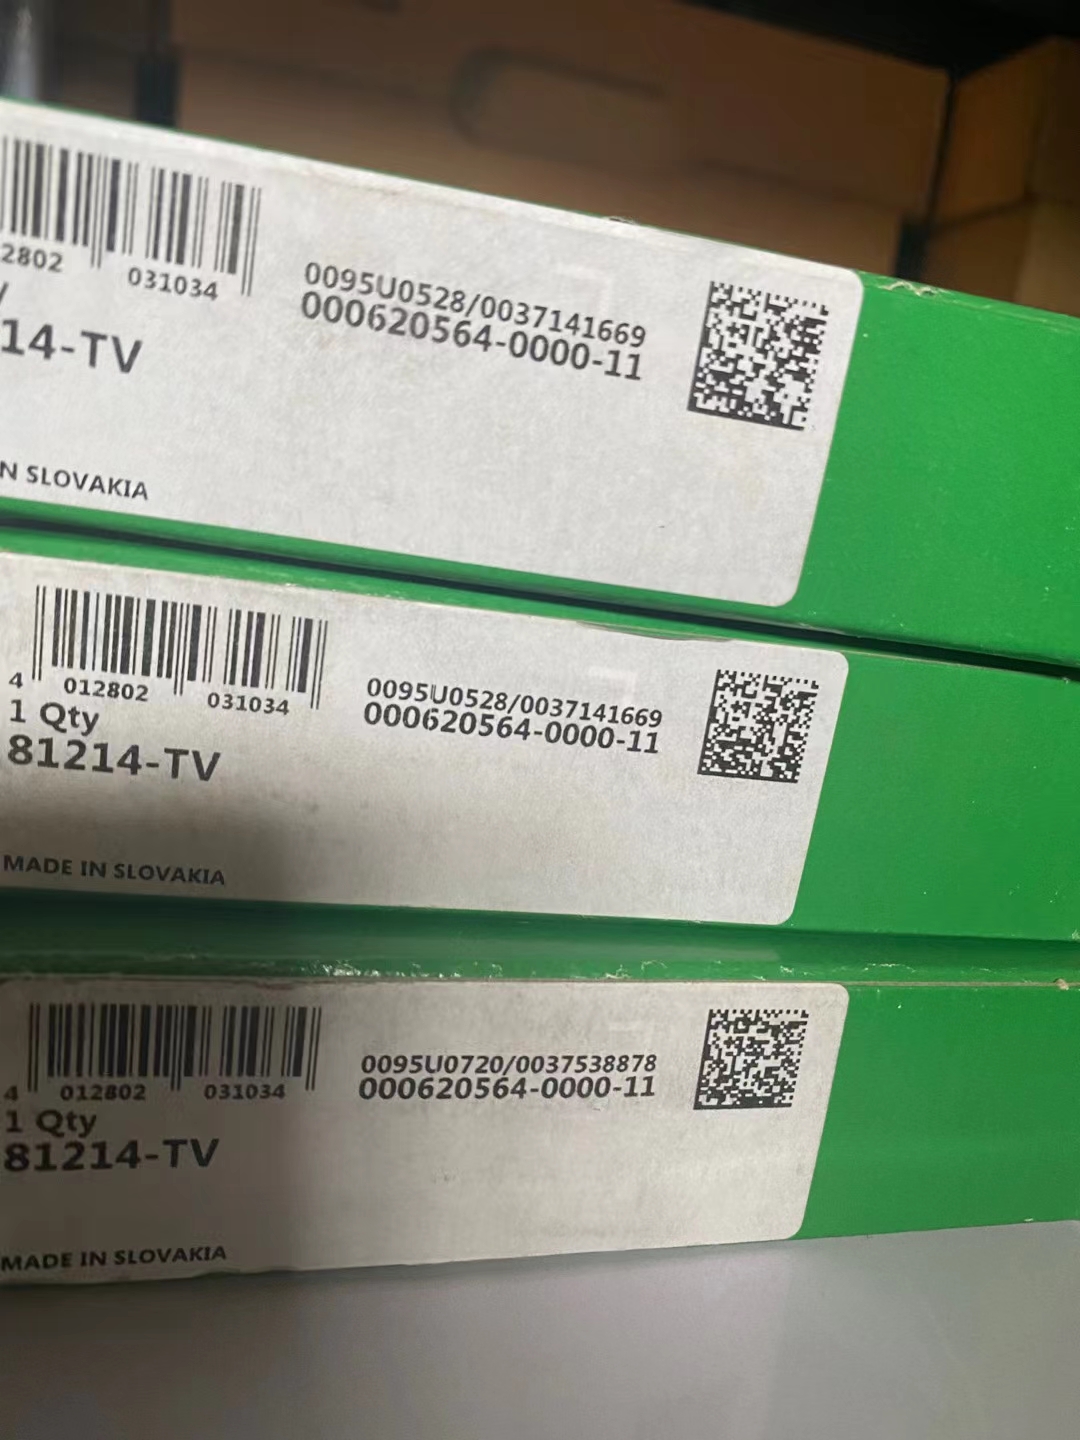 2802 031034
0095U0528/0037141669
000620564-0000-11
14-TV
N SLOVAKIA
4 012802 031034
1 Qty
81214-TV
0095U0528/0037141669
000620564-0000-11
MADE IN SLOVAKIA
4 012802 031034
1 Qty
81214-TV
0095U0720/0037538878
000620564-0000-11
MADE IN SLOVAKIA